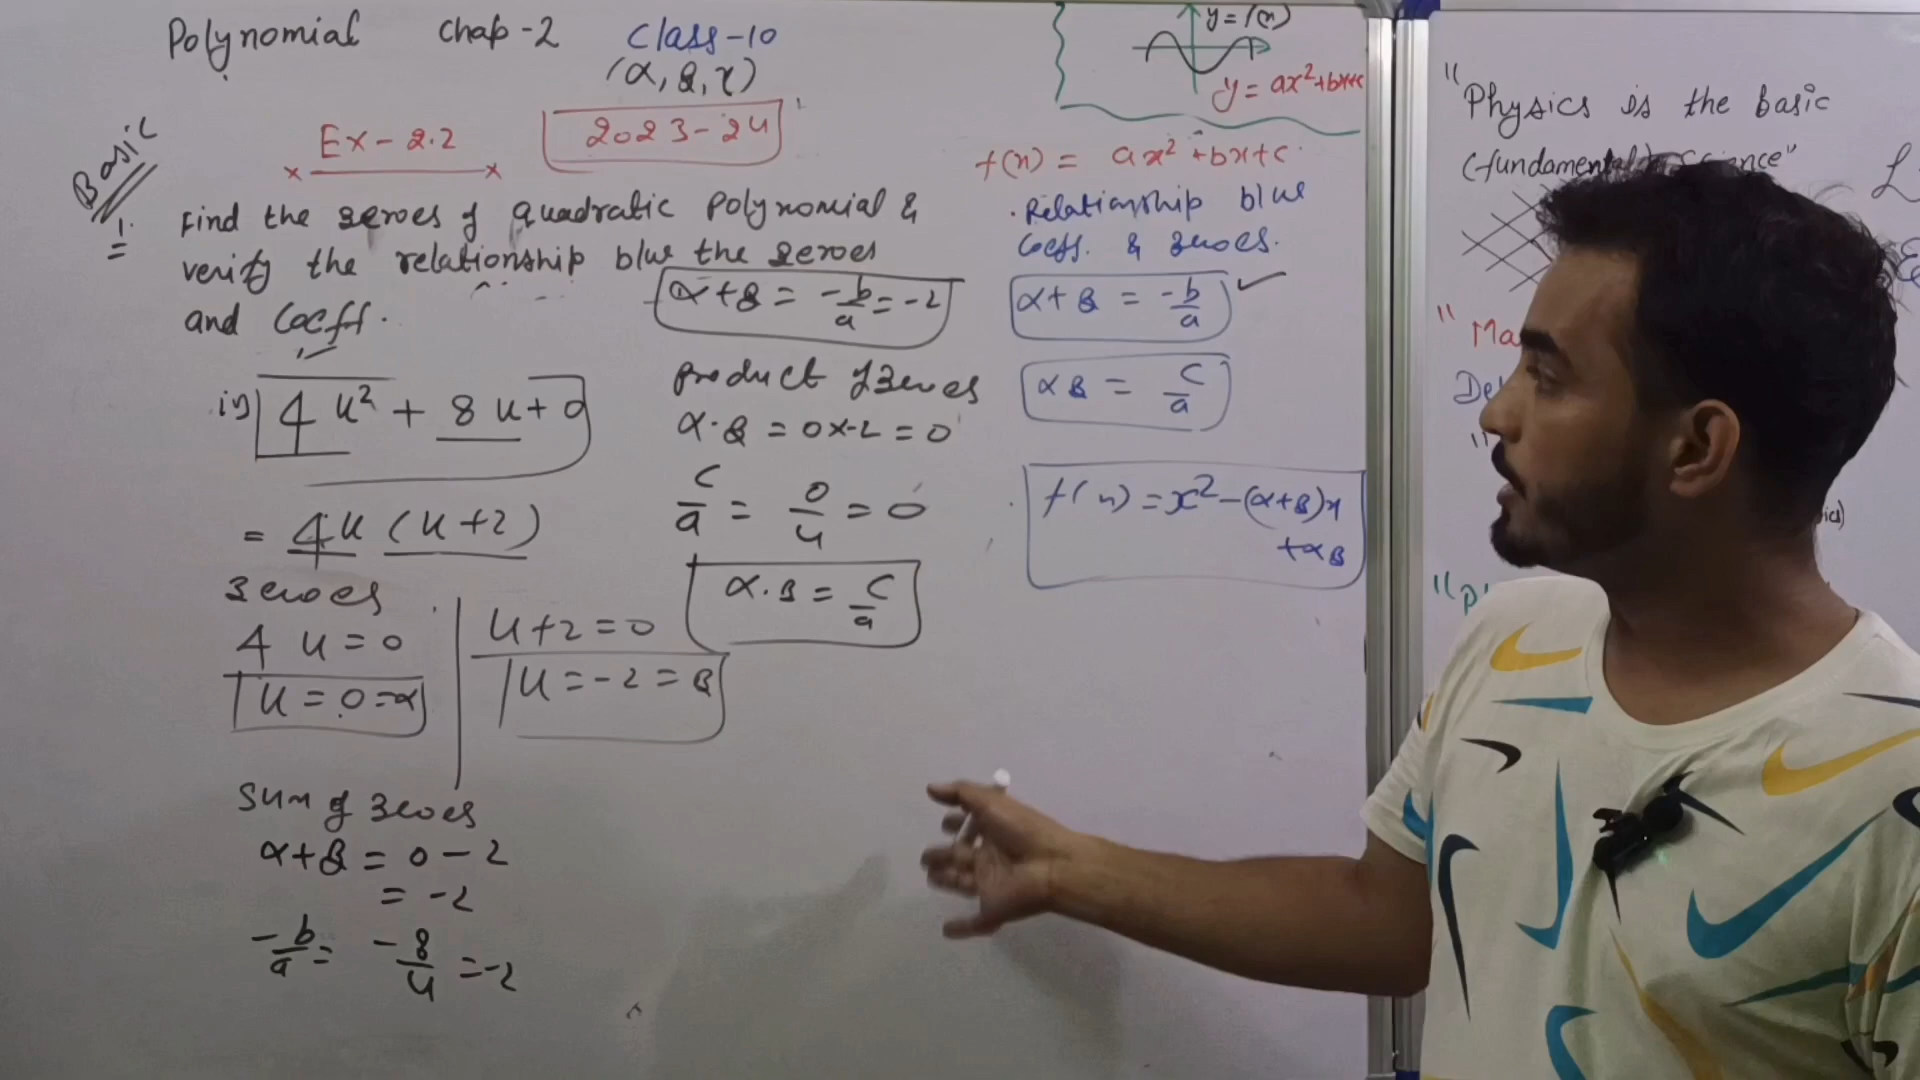 Polynomial Chap-2 Class-10
(α, β, γ)
Basic
Ex-2.2
2023-24
1.
Find the zeroes of quadratic polynomial &
verify the relationship b/w the zeroes
and Coeff.
4u² + 8u + 0
= 4u (u+2)
zeroes
4u = 0
u = 0 = α
u+2 = 0
u = -2 = β
Sum of zeroes
α+β = 0 - 2
= -2
-b/a = -8/4 = -2
α+β = -b/a = -2
product of zeroes
α·β = 0x-2 = 0
c/a = 0/4 = 0
α·β = c/a
y = f(x)
y = ax²+bx+c
f(x) = ax²+bx+c
Relationship b/w
Coeff. & zeroes.
α+β = -b/a
αβ = c/a
f(x) = x²-(α+β)x
+αβ
"Physics is the basic
(fundamental) Science"
"
"
"